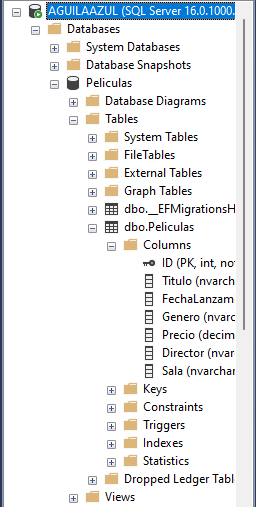 AGUILAAZUL (SQL Server 16.0.1000.
Databases
System Databases
Database Snapshots
Peliculas
Database Diagrams
Tables
System Tables
FileTables
External Tables
Graph Tables
dbo.__EFMigrationsH
dbo.Peliculas
Columns
ID (PK, int, no
Titulo (nvarch
FechaLanzam
Genero (nvarc
Precio (decim
Director (nvar
Sala (nvarchar
Keys
Constraints
Triggers
Indexes
Statistics
Dropped Ledger Tabl
Views